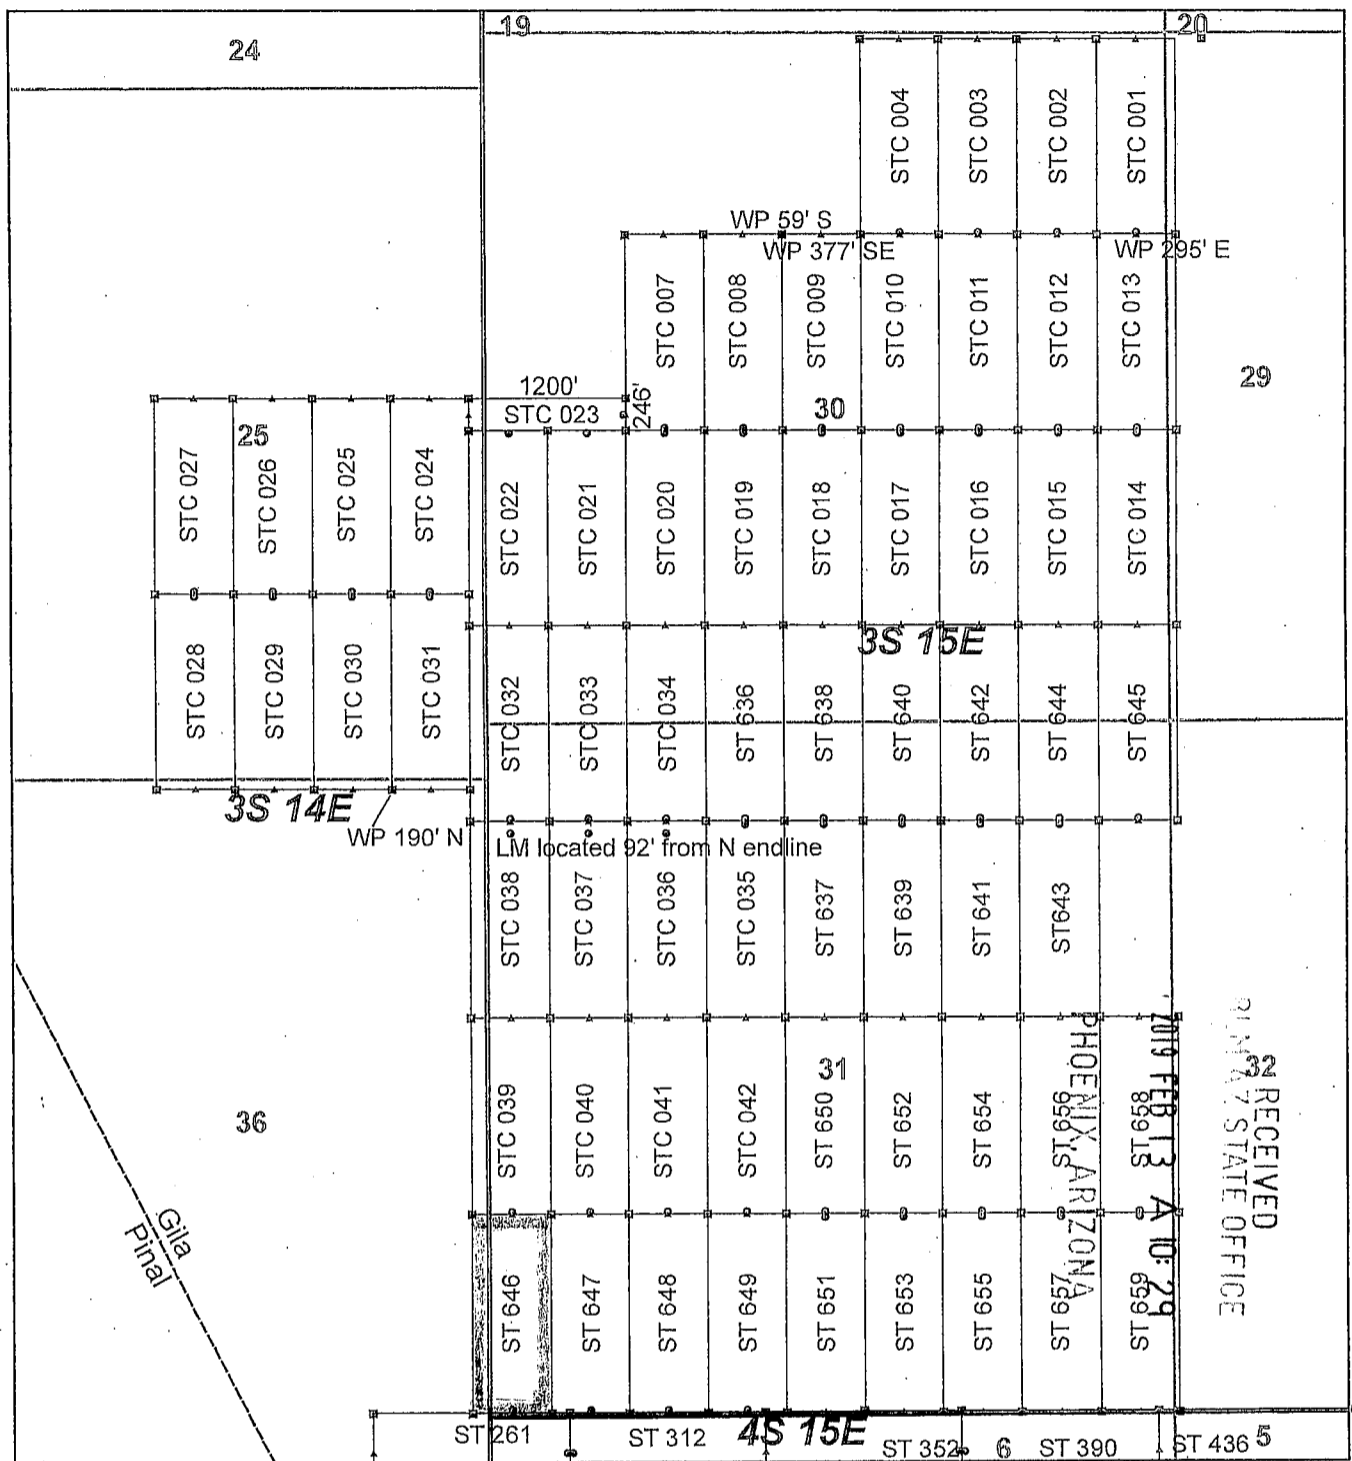 19
20
24
STC 004
STC 003
STC 002
STC 001
WP 59' S
WP 377' SE
WP 295' E
STC 007
STC 008
STC 009
STC 010
STC 011
STC 012
STC 013
29
1200'
246'
STC 023
30
25
STC 027
STC 026
STC 025
STC 024
STC 022
STC 021
STC 020
STC 019
STC 018
STC 017
STC 016
STC 015
STC 014
3S 15E
STC 028
STC 029
STC 030
STC 031
STC 032
STC 033
STC 034
ST 636
ST 638
ST 640
ST 642
ST 644
ST 645
3S 14E
WP 190' N
LM located 92' from N endline
STC 038
STC 037
STC 036
STC 035
ST 637
ST 639
ST 641
ST643
31
32
36
STC 039
STC 040
STC 041
STC 042
ST 650
ST 652
ST 654
ST 656
ST 658
RECEIVED
BLM AZ STATE OFFICE
2019 FEB 13 A 10: 29
PHOENIX, ARIZONA
Gila
Pinal
ST 646
ST 647
ST 648
ST 649
ST 651
ST 653
ST 655
ST 657
ST 659
4S 15E
ST 261
ST 312
ST 352
6
ST 390
ST 436
5